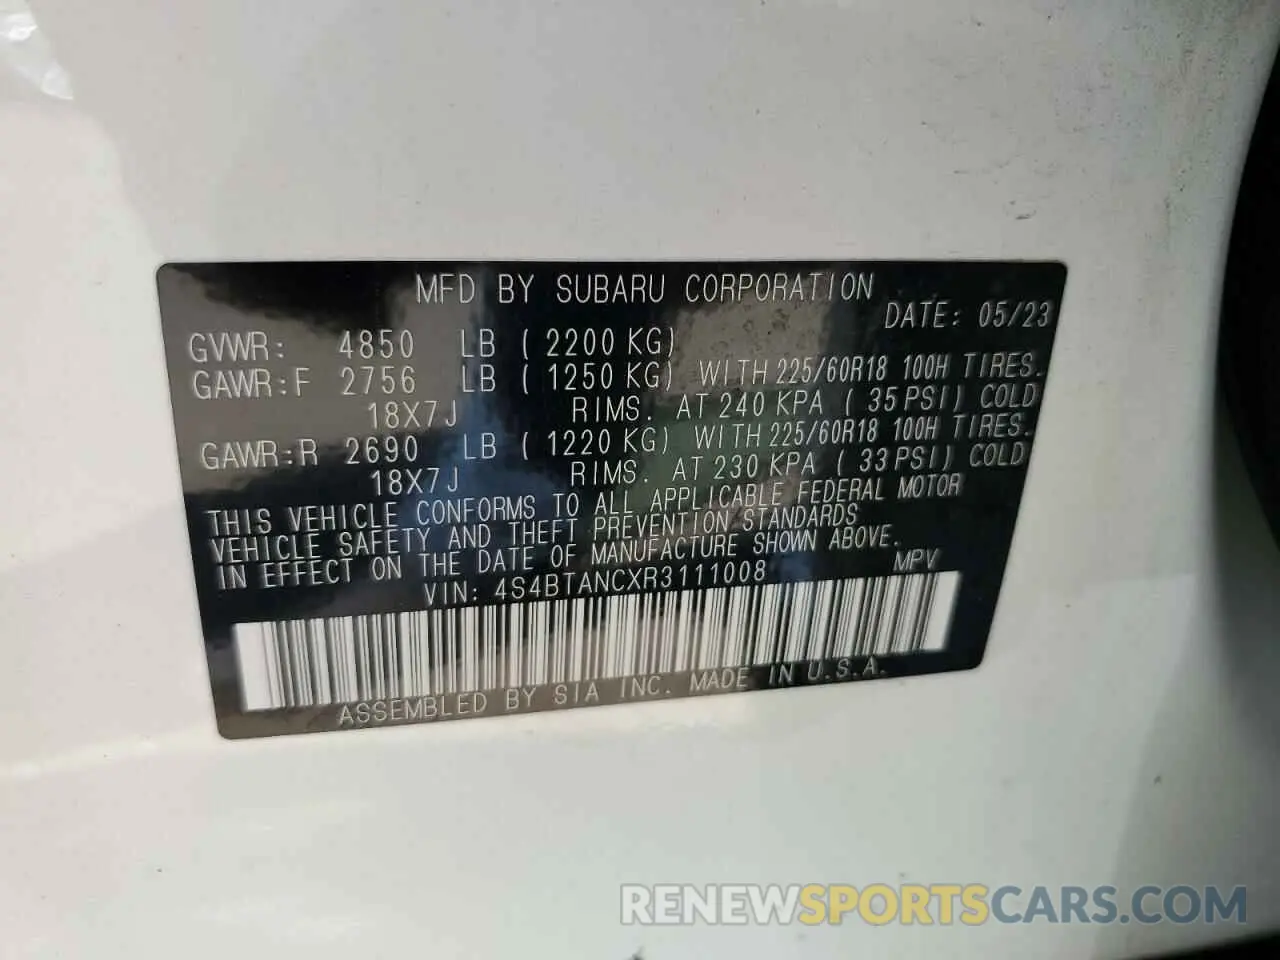 MFD BY SUBARU CORPORATION
DATE: 05/23
GVWR: 4850 LB ( 2200 KG)
GAWR:F 2756 LB ( 1250 KG) WITH 225/60R18 100H TIRES.
18X7J RIMS. AT 240 KPA ( 35 PSI) COLD
GAWR:R 2690 LB ( 1220 KG) WITH 225/60R18 100H TIRES.
18X7J RIMS. AT 230 KPA ( 33 PSI) COLD
THIS VEHICLE CONFORMS TO ALL APPLICABLE FEDERAL MOTOR
VEHICLE SAFETY AND THEFT PREVENTION STANDARDS
IN EFFECT ON THE DATE OF MANUFACTURE SHOWN ABOVE.
VIN: 4S4BTANCXR3111008 MPV
ASSEMBLED BY SIA INC. MADE IN U.S.A.
RENEWSPORTSCARS.COM